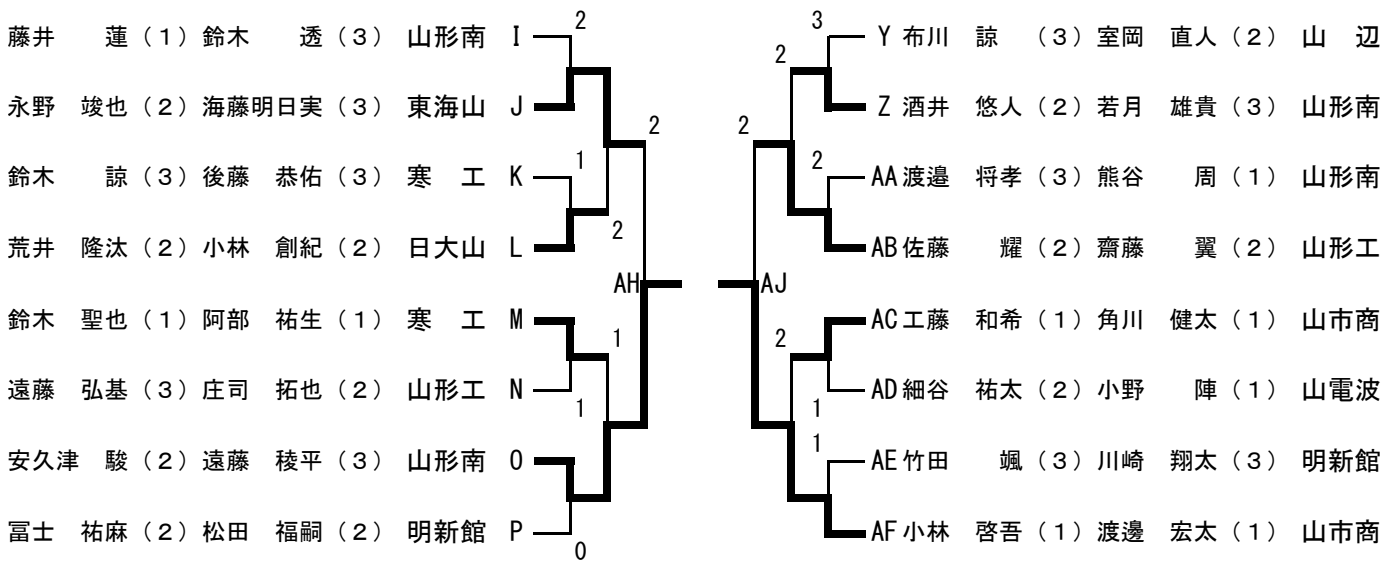 2
藤井　　蓮（１）鈴木　　透（３）　山形南　I
永野　竣也（２）海藤明日実（３）　東海山　J
2
1
鈴木　　諒（３）後藤　恭佑（３）　寒　工　K
荒井　隆汰（２）小林　創紀（２）　日大山　L
2
AH
鈴木　聖也（１）阿部　祐生（１）　寒　工　M
1
遠藤　弘基（３）庄司　拓也（２）　山形工　N
1
安久津　駿（２）遠藤　稜平（３）　山形南　O
冨士　祐麻（２）松田　福嗣（２）　明新館　P
0
3
Y 布川　諒　（３）室岡　直人（２）　山　辺
2
Z 酒井　悠人（２）若月　雄貴（３）　山形南
2
2
AA 渡邉　将孝（３）熊谷　　周（１）　山形南
AB 佐藤　　耀（２）齋藤　　翼（２）　山形工
AJ
AC 工藤　和希（１）角川　健太（１）　山市商
2
AD 細谷　祐太（２）小野　　陣（１）　山電波
1
1
AE 竹田　　颯（３）川崎　翔太（３）　明新館
AF 小林　啓吾（１）渡邊　宏太（１）　山市商